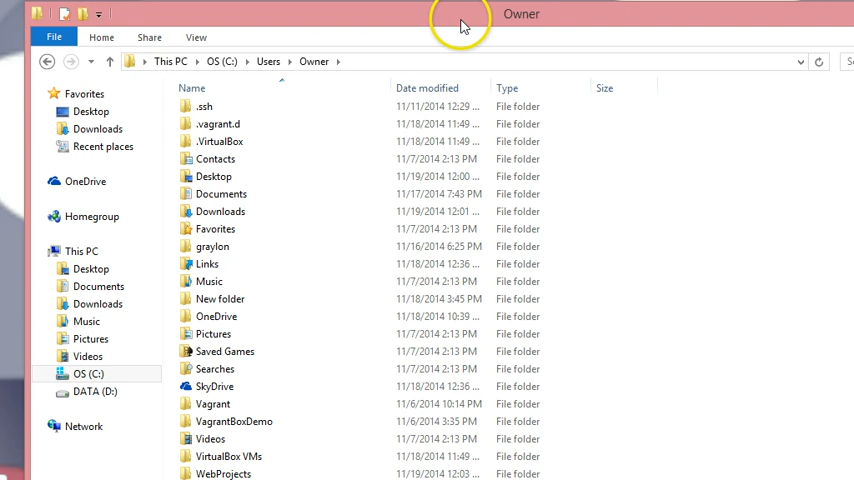 Owner
File Home Share View
This PC OS (C:) Users Owner
Name Date modified Type Size
Favorites
Desktop
Downloads
Recent places
OneDrive
Homegroup
This PC
Desktop
Documents
Downloads
Music
Pictures
Videos
OS (C:)
DATA (D:)
Network
.ssh 11/11/2014 12:29 ... File folder
.vagrant.d 11/18/2014 11:49 ... File folder
.VirtualBox 11/18/2014 11:49 ... File folder
Contacts 11/7/2014 2:13 PM File folder
Desktop 11/19/2014 12:00 ... File folder
Documents 11/17/2014 7:43 PM File folder
Downloads 11/19/2014 12:01 ... File folder
Favorites 11/7/2014 2:13 PM File folder
graylon 11/16/2014 6:25 PM File folder
Links 11/18/2014 12:36 ... File folder
Music 11/7/2014 2:13 PM File folder
New folder 11/18/2014 3:45 PM File folder
OneDrive 11/18/2014 10:39 ... File folder
Pictures 11/7/2014 2:13 PM File folder
Saved Games 11/7/2014 2:13 PM File folder
Searches 11/7/2014 2:13 PM File folder
SkyDrive 11/18/2014 12:36 ... File folder
Vagrant 11/6/2014 10:14 PM File folder
VagrantBoxDemo 11/6/2014 3:35 PM File folder
Videos 11/7/2014 2:13 PM File folder
VirtualBox VMs 11/18/2014 11:49 ... File folder
WebProjects 11/19/2014 12:03 ... File folder